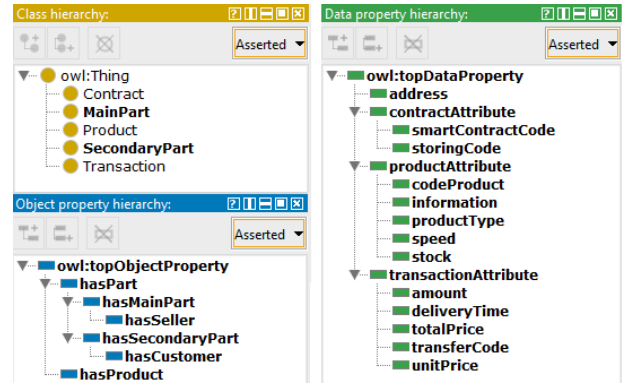 Class hierarchy:
Asserted
owl:Thing
Contract
MainPart
Product
SecondaryPart
Transaction
Object property hierarchy:
Asserted
owl:topObjectProperty
hasPart
hasMainPart
hasSeller
hasSecondaryPart
hasCustomer
hasProduct
Data property hierarchy:
Asserted
owl:topDataProperty
address
contractAttribute
smartContractCode
storingCode
productAttribute
codeProduct
information
productType
speed
stock
transactionAttribute
amount
deliveryTime
totalPrice
transferCode
unitPrice